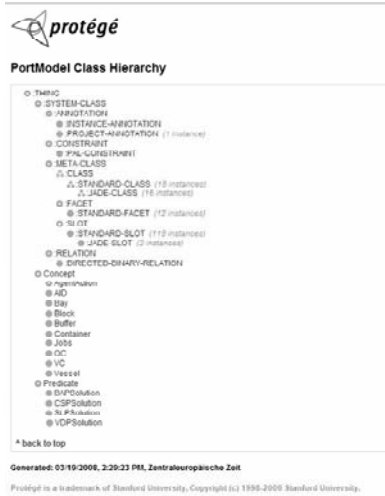 protégé
PortModel Class Hierarchy
:THING
:SYSTEM-CLASS
:ANNOTATION
:INSTANCE-ANNOTATION
:PROJECT-ANNOTATION (1 instance)
:CONSTRAINT
:PAL-CONSTRAINT
:META-CLASS
:CLASS
:STANDARD-CLASS (18 instances)
:JADE-CLASS (16 instances)
:FACET
:STANDARD-FACET (12 instances)
:SLOT
:STANDARD-SLOT (119 instances)
:JADE-SLOT (3 instances)
:RELATION
:DIRECTED-BINARY-RELATION
Concept
AgentAction
AID
Bay
Block
Buffer
Container
Jobs
QC
VC
Vessel
Predicate
BAPSolution
CSPSolution
SLPSolution
VDPSolution
^ back to top
Generated: 03/19/2008, 2:29:23 PM, Zentraleuropäische Zeit
Protégé is a trademark of Stanford University, Copyright (c) 1998-2006 Stanford University.